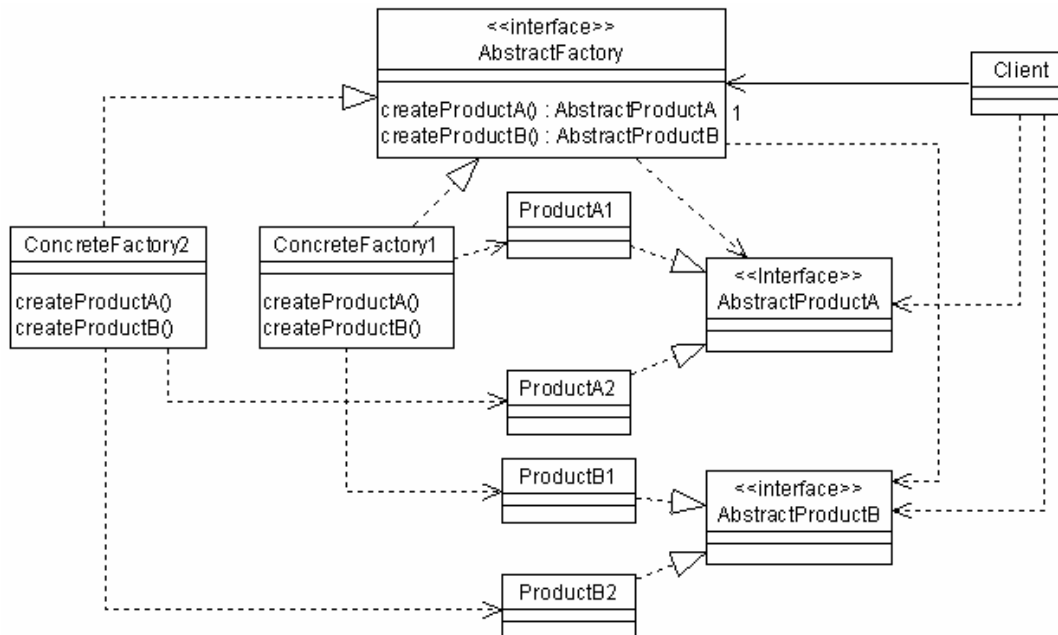 <<interface>>
AbstractFactory
createProductA() : AbstractProductA
createProductB() : AbstractProductB
1
Client
ConcreteFactory2
createProductA()
createProductB()
ConcreteFactory1
createProductA()
createProductB()
ProductA1
<<Interface>>
AbstractProductA
ProductA2
ProductB1
<<interface>>
AbstractProductB
ProductB2